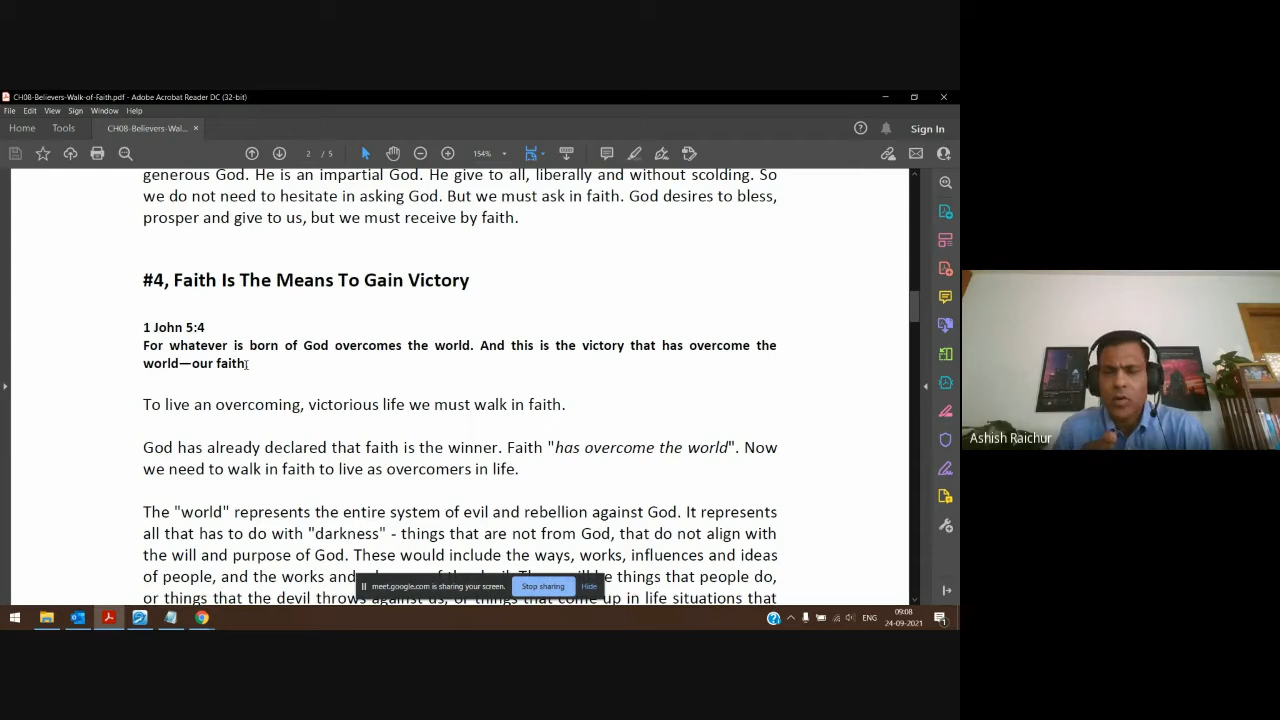 CH08-Believers-Walk-of-Faith.pdf - Adobe Acrobat Reader DC (32-bit)
File Edit View Sign Window Help
Home Tools CH08-Believers-Wal... × Sign In
2 / 5 154%
generous God. He is an impartial God. He give to all, liberally and without scolding. So
we do not need to hesitate in asking God. But we must ask in faith. God desires to bless,
prosper and give to us, but we must receive by faith.
#4, Faith Is The Means To Gain Victory
1 John 5:4
For whatever is born of God overcomes the world. And this is the victory that has overcome the
world—our faith
To live an overcoming, victorious life we must walk in faith.
God has already declared that faith is the winner. Faith "has overcome the world". Now
we need to walk in faith to live as overcomers in life.
The "world" represents the entire system of evil and rebellion against God. It represents
all that has to do with "darkness" - things that are not from God, that do not align with
the will and purpose of God. These would include the ways, works, influences and ideas
of people, and the works and be things that people do,
or things that the devil throws against us, or things that come up in life situations that
meet.google.com is sharing your screen. Stop sharing Hide
Ashish Raichur
ENG
09:08
24-09-2021